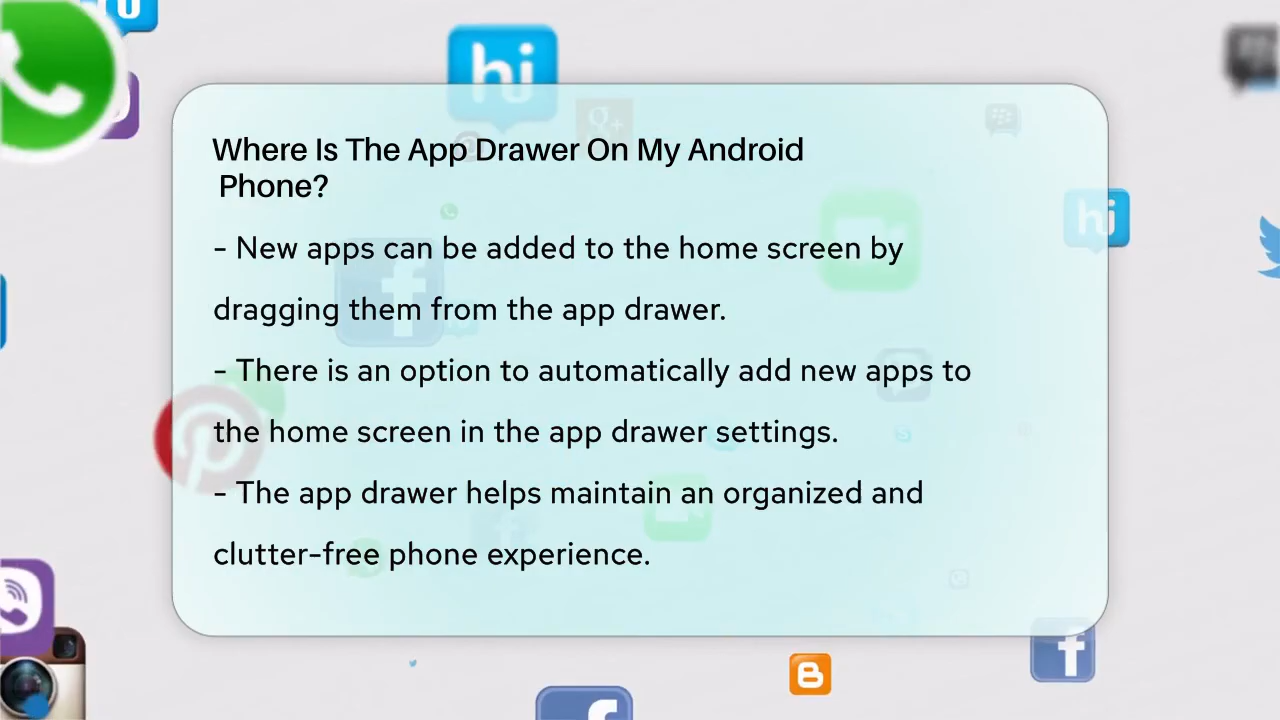 hi
Where Is The App Drawer On My Android
Phone?
- New apps can be added to the home screen by
dragging them from the app drawer.
- There is an option to automatically add new apps to
the home screen in the app drawer settings.
- The app drawer helps maintain an organized and
clutter-free phone experience.
hi